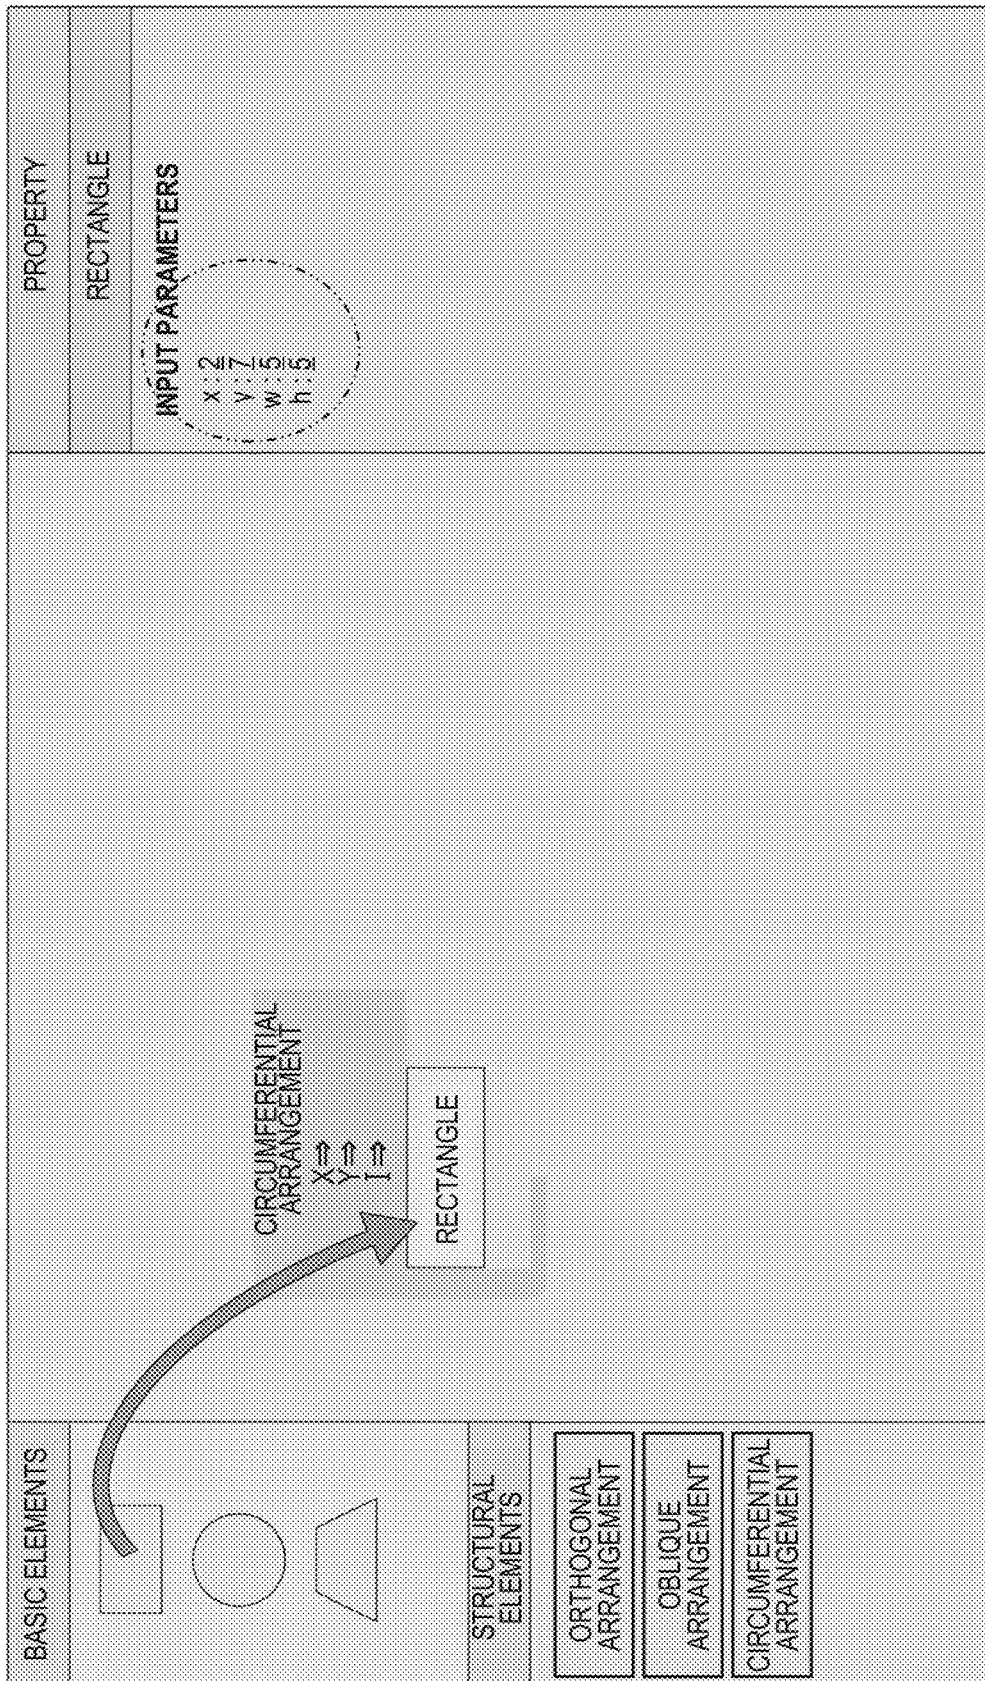 BASIC ELEMENTS
STRUCTURAL
ELEMENTS
ORTHOGONAL
ARRANGEMENT
OBLIQUE
ARRANGEMENT
CIRCUMFERENTIAL
ARRANGEMENT
CIRCUMFERENTIAL
ARRANGEMENT
X⇒
Y⇒
I⇒
RECTANGLE
PROPERTY
RECTANGLE
INPUT PARAMETERS
x : 2
y : 7
w : 5
h : 5